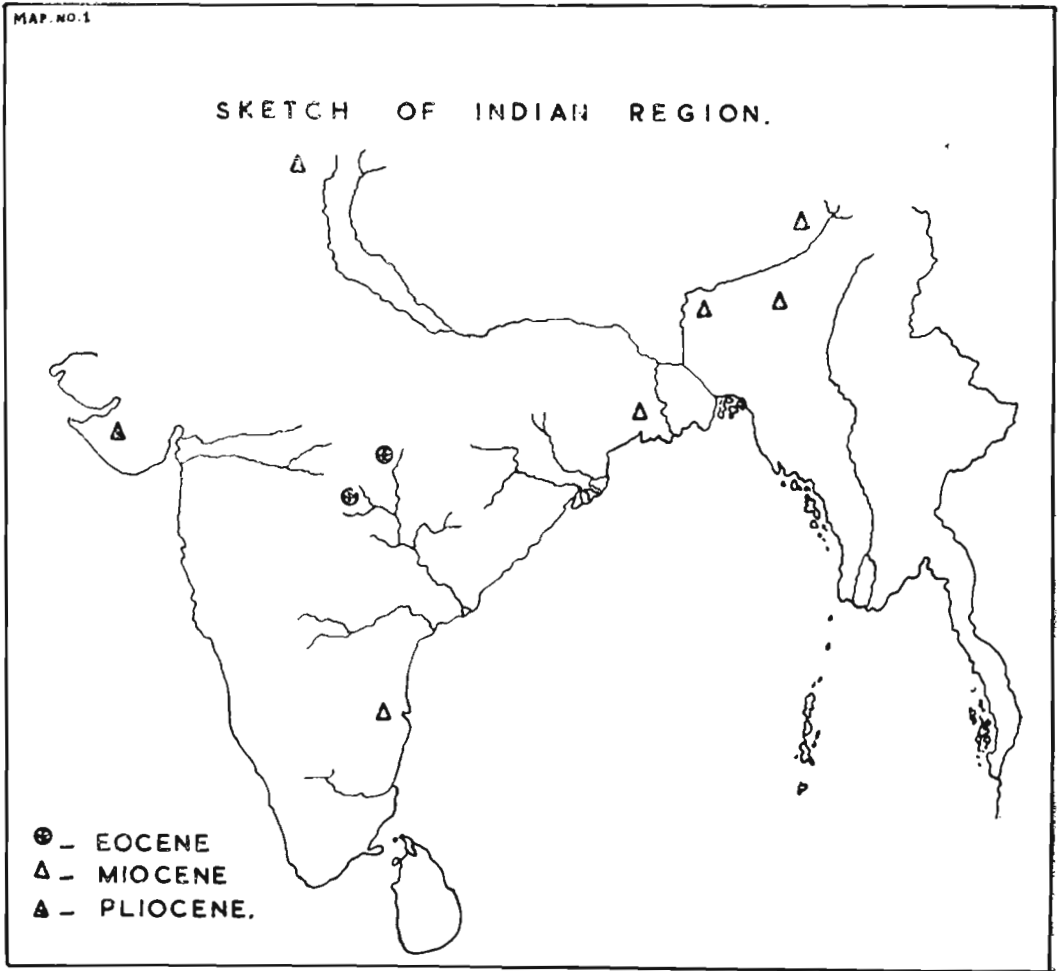 MAP. NO. 1
SKETCH OF INDIAN REGION.
– EOCENE
– MIOCENE
– PLIOCENE.